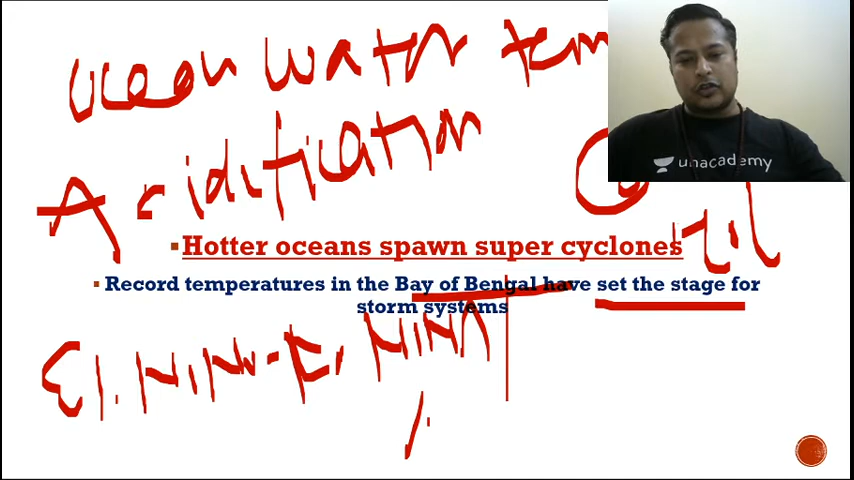 ocean water tem
Acidification
unacademy
Hotter oceans spawn super cyclones
Record temperatures in the Bay of Bengal have set the stage for
storm systems
El. NINO - NINA